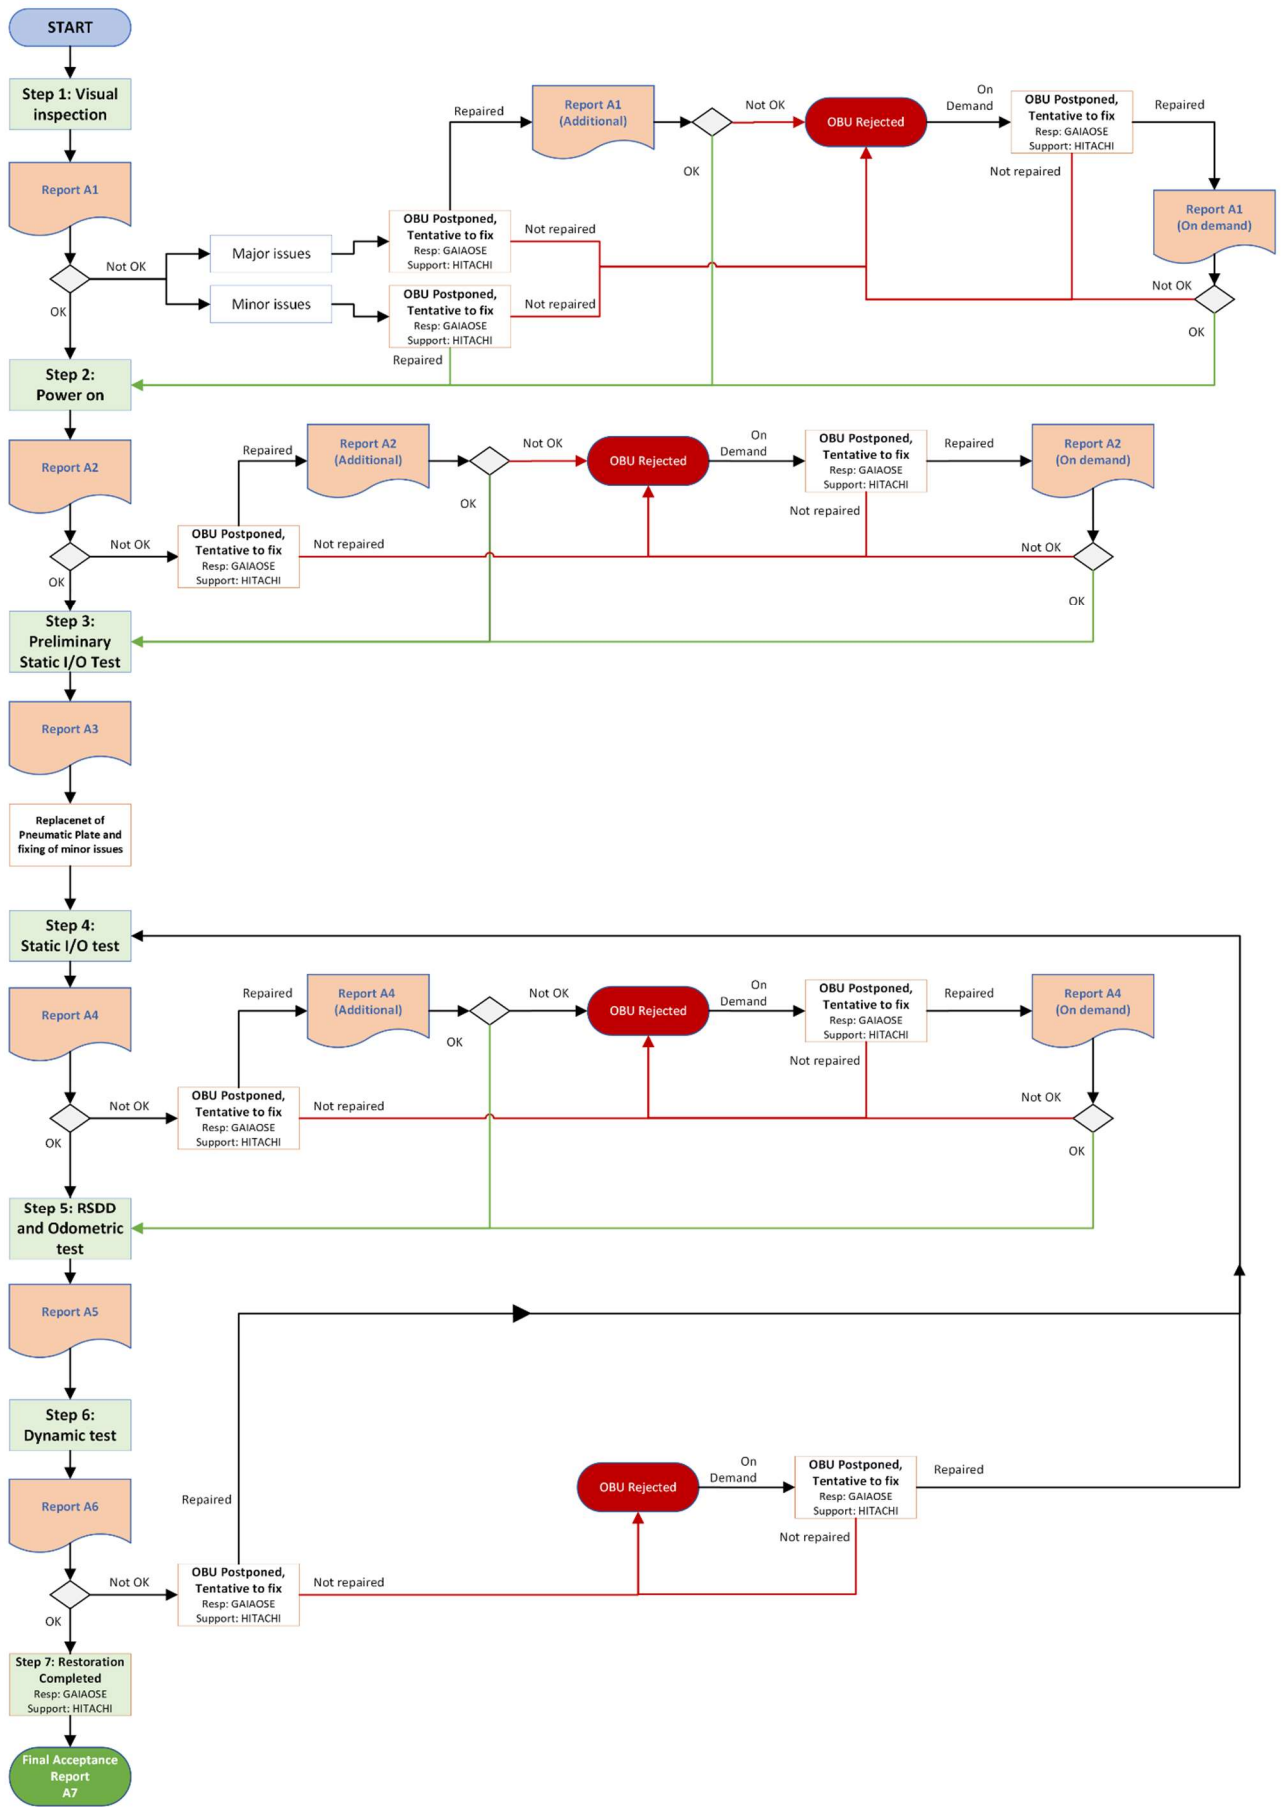 START
Step 1: Visual
inspection
Report A1
OK
Not OK
Major issues
Minor issues
OBU Postponed,
Tentative to fix
Resp: GAIAOSE
Support: HITACHI
Repaired
Not repaired
OBU Postponed,
Tentative to fix
Resp: GAIAOSE
Support: HITACHI
Not repaired
Repaired
Report A1
(Additional)
Not OK
OK
OBU Rejected
On
Demand
OBU Postponed,
Tentative to fix
Resp: GAIAOSE
Support: HITACHI
Repaired
Not repaired
Report A1
(On demand)
Not OK
OK
Step 2:
Power on
Report A2
OK
Not OK
OBU Postponed,
Tentative to fix
Resp: GAIAOSE
Support: HITACHI
Repaired
Not repaired
Report A2
(Additional)
Not OK
OK
OBU Rejected
On
Demand
OBU Postponed,
Tentative to fix
Resp: GAIAOSE
Support: HITACHI
Repaired
Not repaired
Report A2
(On demand)
Not OK
OK
Step 3:
Preliminary
Static I/O Test
Report A3
Replacenet of
Pneumatic Plate and
fixing of minor issues
Step 4:
Static I/O test
Report A4
OK
Not OK
OBU Postponed,
Tentative to fix
Resp: GAIAOSE
Support: HITACHI
Repaired
Not repaired
Report A4
(Additional)
Not OK
OK
OBU Rejected
On
Demand
OBU Postponed,
Tentative to fix
Resp: GAIAOSE
Support: HITACHI
Repaired
Not repaired
Report A4
(On demand)
Not OK
OK
Step 5: RSDD
and Odometric
test
Report A5
Step 6:
Dynamic test
Report A6
OK
Not OK
OBU Postponed,
Tentative to fix
Resp: GAIAOSE
Support: HITACHI
Repaired
Not repaired
OBU Rejected
On
Demand
OBU Postponed,
Tentative to fix
Resp: GAIAOSE
Support: HITACHI
Repaired
Not repaired
Step 7: Restoration
Completed
Resp: GAIAOSE
Support: HITACHI
Final Acceptance
Report
A7